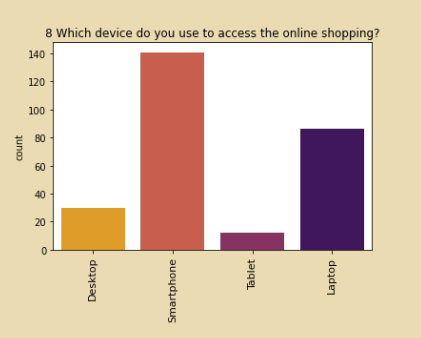 8 Which device do you use to access the online shopping?
140
120
100
80
60
40
20
0
count
Desktop
Smartphone
Tablet
Laptop